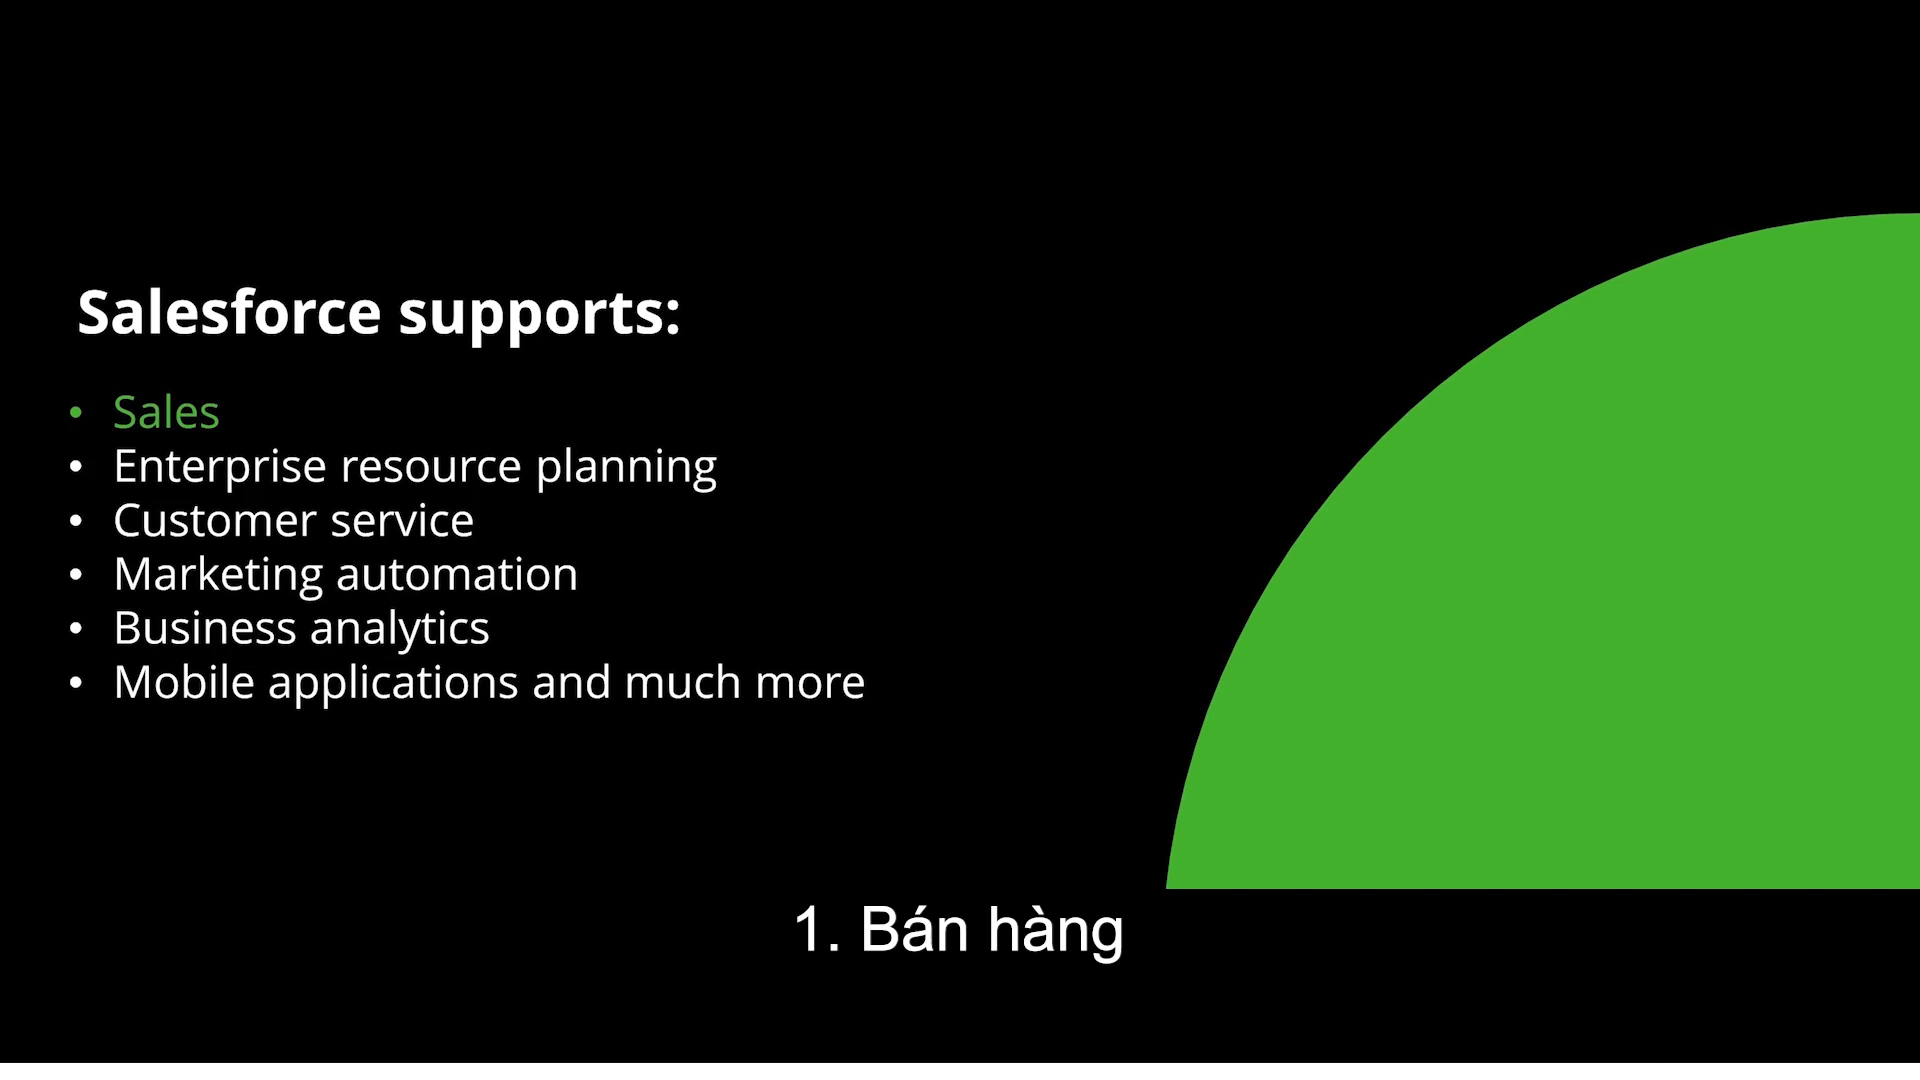 Salesforce supports:
• Sales
• Enterprise resource planning
• Customer service
• Marketing automation
• Business analytics
• Mobile applications and much more
1. Bán hàng